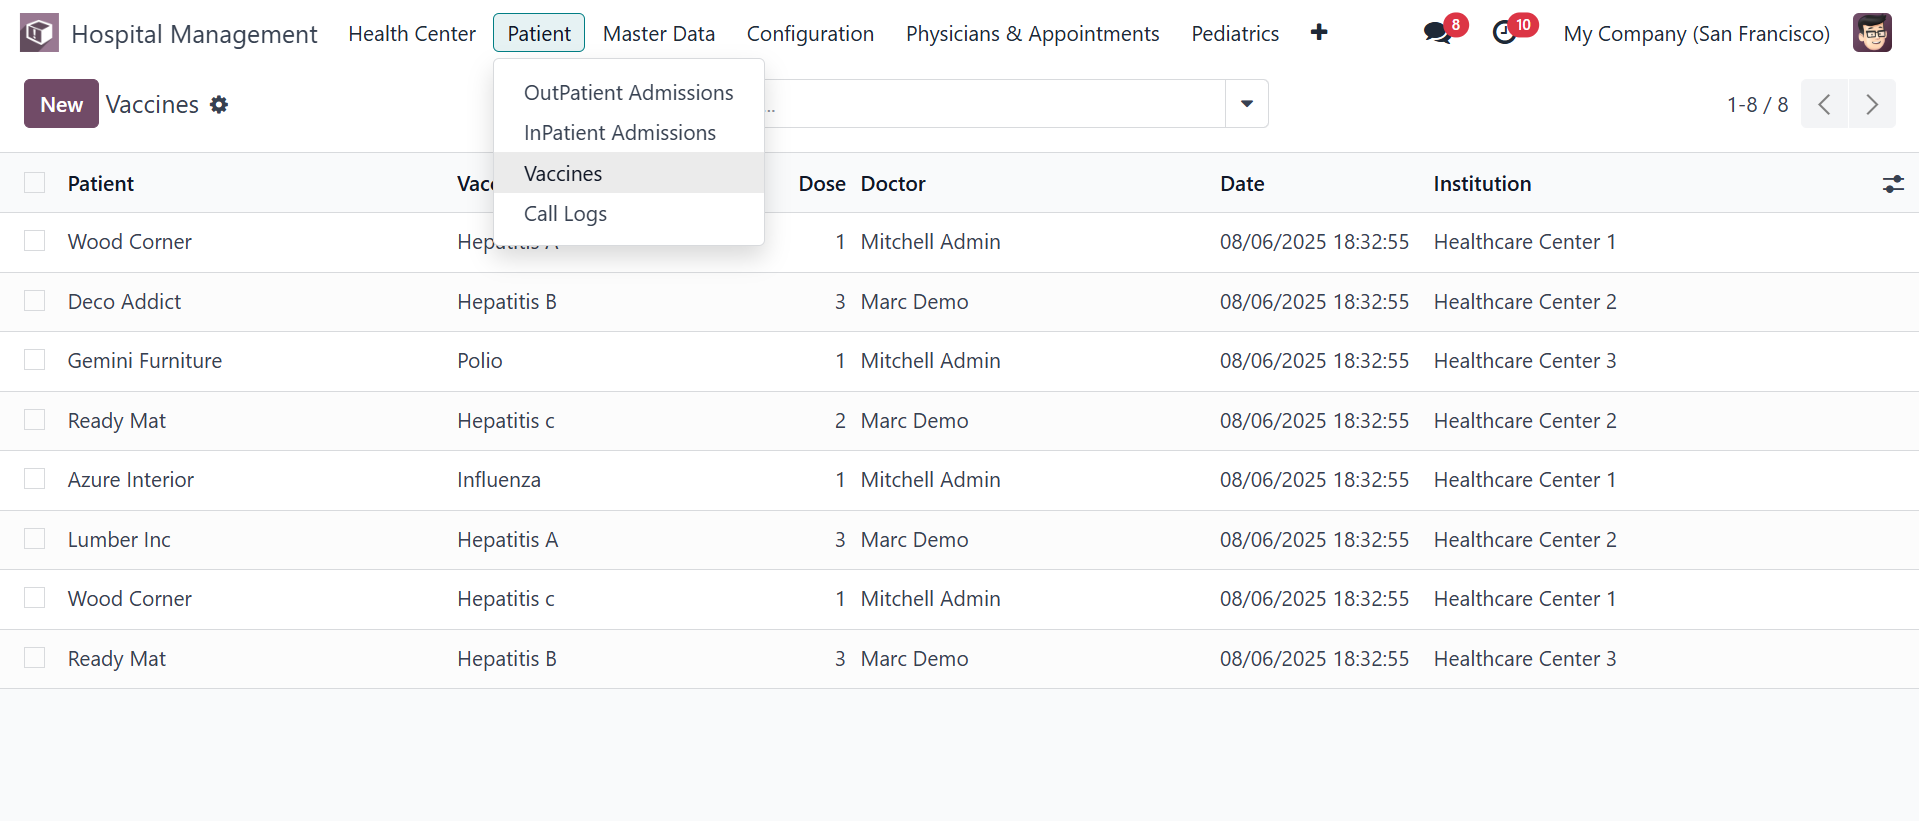 Hospital Management Health Center Patient Master Data Configuration Physicians & Appointments Pediatrics 8 10 My Company (San Francisco)
New Vaccines ... 1-8 / 8
OutPatient Admissions
InPatient Admissions
Vaccines
Call Logs
Patient Dose Doctor Date Institution
Wood Corner 1 Mitchell Admin 08/06/2025 18:32:55 Healthcare Center 1
Deco Addict Hepatitis B 3 Marc Demo 08/06/2025 18:32:55 Healthcare Center 2
Gemini Furniture Polio 1 Mitchell Admin 08/06/2025 18:32:55 Healthcare Center 3
Ready Mat Hepatitis c 2 Marc Demo 08/06/2025 18:32:55 Healthcare Center 2
Azure Interior Influenza 1 Mitchell Admin 08/06/2025 18:32:55 Healthcare Center 1
Lumber Inc Hepatitis A 3 Marc Demo 08/06/2025 18:32:55 Healthcare Center 2
Wood Corner Hepatitis c 1 Mitchell Admin 08/06/2025 18:32:55 Healthcare Center 1
Ready Mat Hepatitis B 3 Marc Demo 08/06/2025 18:32:55 Healthcare Center 3